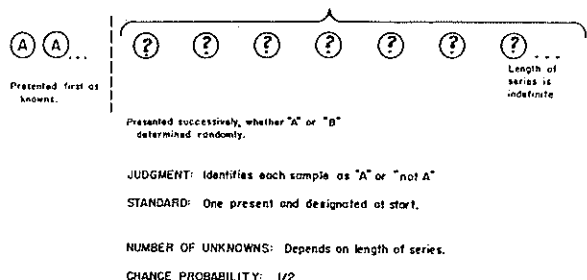 A A... ? ? ? ? ? ? ?...
Presented first as
knowns.
Length of
series is
indefinite
Presented successively, whether "A" or "B"
determined randomly.
JUDGMENT: Identifies each sample as "A" or "not A"
STANDARD: One present and designated at start.
NUMBER OF UNKNOWNS: Depends on length of series.
CHANCE PROBABILITY: 1/2